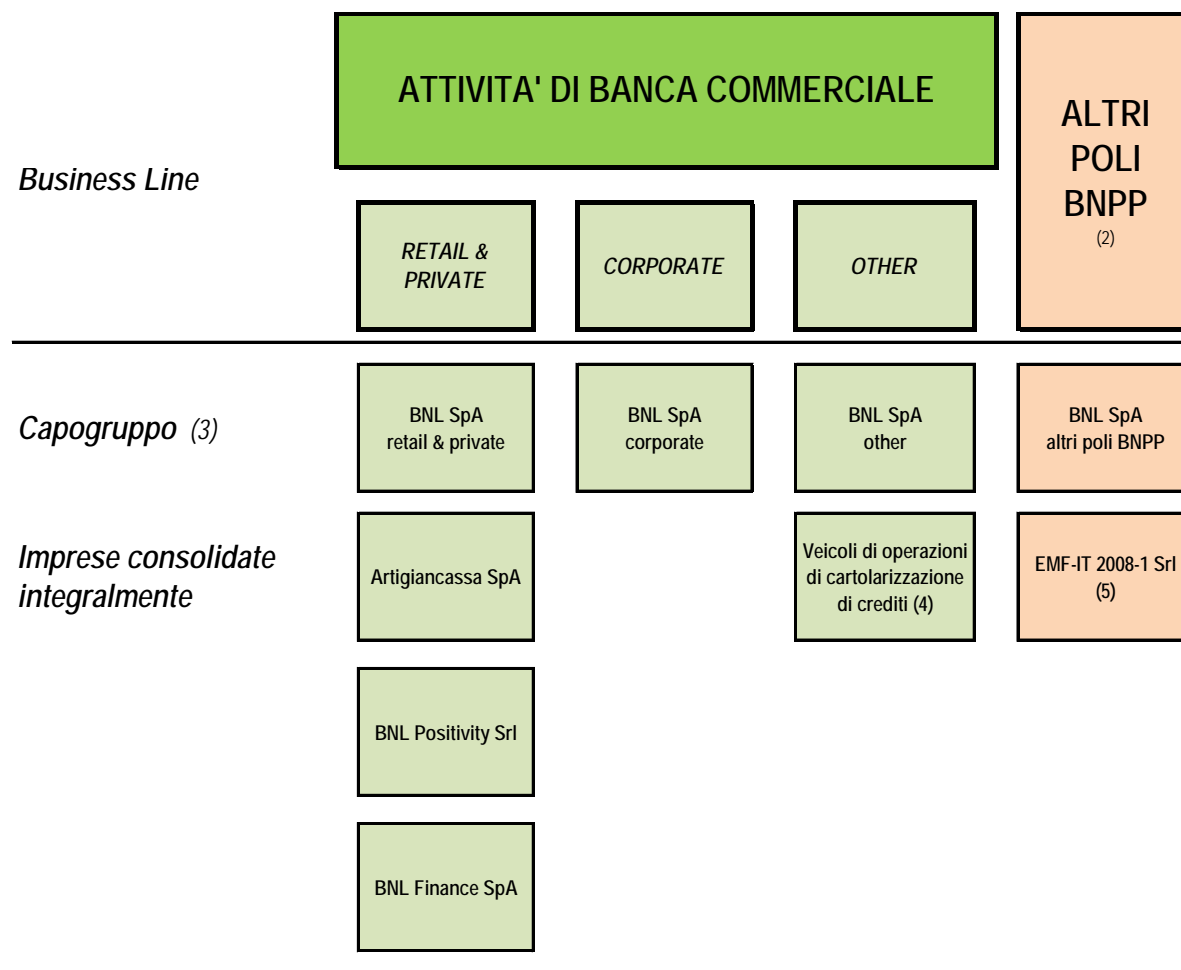 ATTIVITA' DI BANCA COMMERCIALE
ALTRI
POLI
BNPP
(2)
Business Line
RETAIL &
PRIVATE
CORPORATE
OTHER
Capogruppo (3)
BNL SpA
retail & private
BNL SpA
corporate
BNL SpA
other
BNL SpA
altri poli BNPP
Imprese consolidate
integralmente
Artigiancassa SpA
Veicoli di operazioni
di cartolarizzazione
di crediti (4)
EMF-IT 2008-1 Srl
(5)
BNL Positivity Srl
BNL Finance SpA